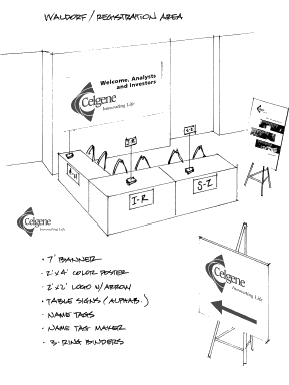 WALDORF / REGISTRATION AREA
Welcome, Analysts
and Investors
Celgene
Innovating Life
I-R
S-Z
I-R
S-Z
Celgene
Innovating Life
Celgene
Innovating Life
· 7' BANNER
· 2'x4' COLOR POSTER
· 2'x2' LOGO W/ARROW
· TABLE SIGNS (ALPHAB.)
· NAME TAGS
· NAME TAG MAKER
· 3-RING BINDERS